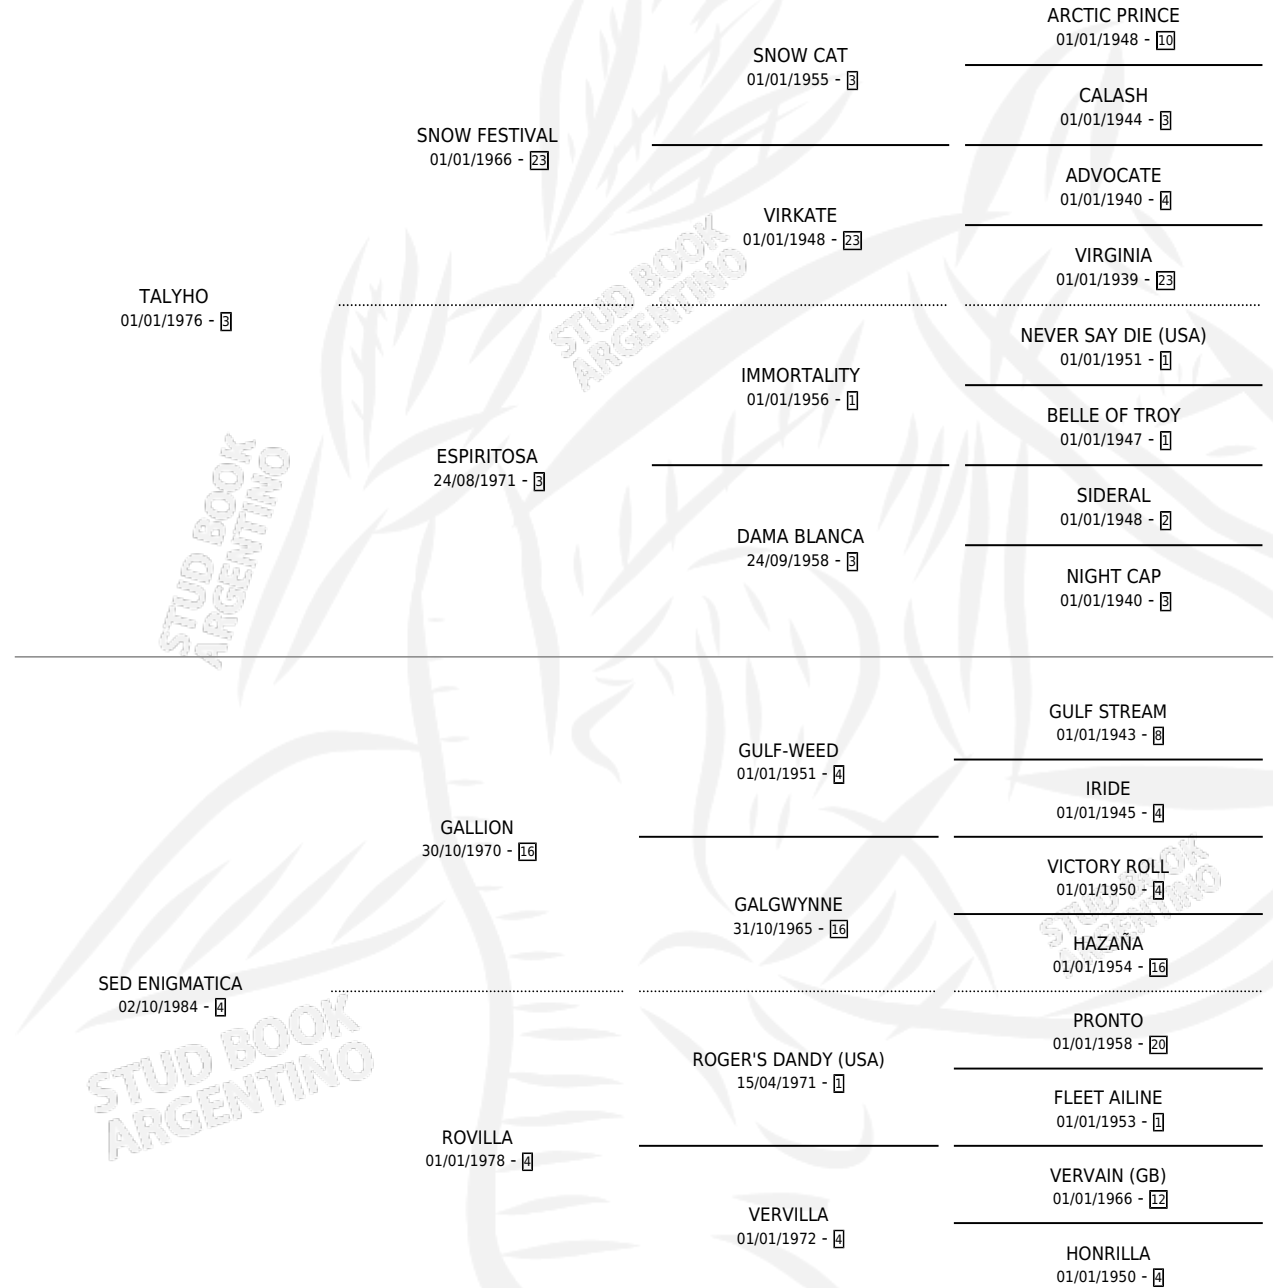 ARCTIC PRINCE
01/01/1948 - 10
SNOW CAT
01/01/1955 - 3
CALASH
01/01/1944 - 3
SNOW FESTIVAL
01/01/1966 - 23
ADVOCATE
01/01/1940 - 4
VIRKATE
01/01/1948 - 23
VIRGINIA
01/01/1939 - 23
TALYHO
01/01/1976 - 3
NEVER SAY DIE (USA)
01/01/1951 - 1
IMMORTALITY
01/01/1956 - 1
BELLE OF TROY
01/01/1947 - 1
ESPIRITOSA
24/08/1971 - 3
SIDERAL
01/01/1948 - 2
DAMA BLANCA
24/09/1958 - 3
NIGHT CAP
01/01/1940 - 3
GULF STREAM
01/01/1943 - 8
GULF-WEED
01/01/1951 - 4
IRIDE
01/01/1945 - 4
GALLION
30/10/1970 - 16
VICTORY ROLL
01/01/1950 - 4
GALGWYNNE
31/10/1965 - 16
HAZAÑA
01/01/1954 - 16
SED ENIGMATICA
02/10/1984 - 4
PRONTO
01/01/1958 - 20
ROGER'S DANDY (USA)
15/04/1971 - 1
FLEET AILINE
01/01/1953 - 1
ROVILLA
01/01/1978 - 4
VERVAIN (GB)
01/01/1966 - 12
VERVILLA
01/01/1972 - 4
HONRILLA
01/01/1950 - 4
STUD BOOK
ARGENTINO
STUD BOOK
ARGENTINO
STUD BOOK
ARGENTINO
STUD BOOK
ARGENTINO